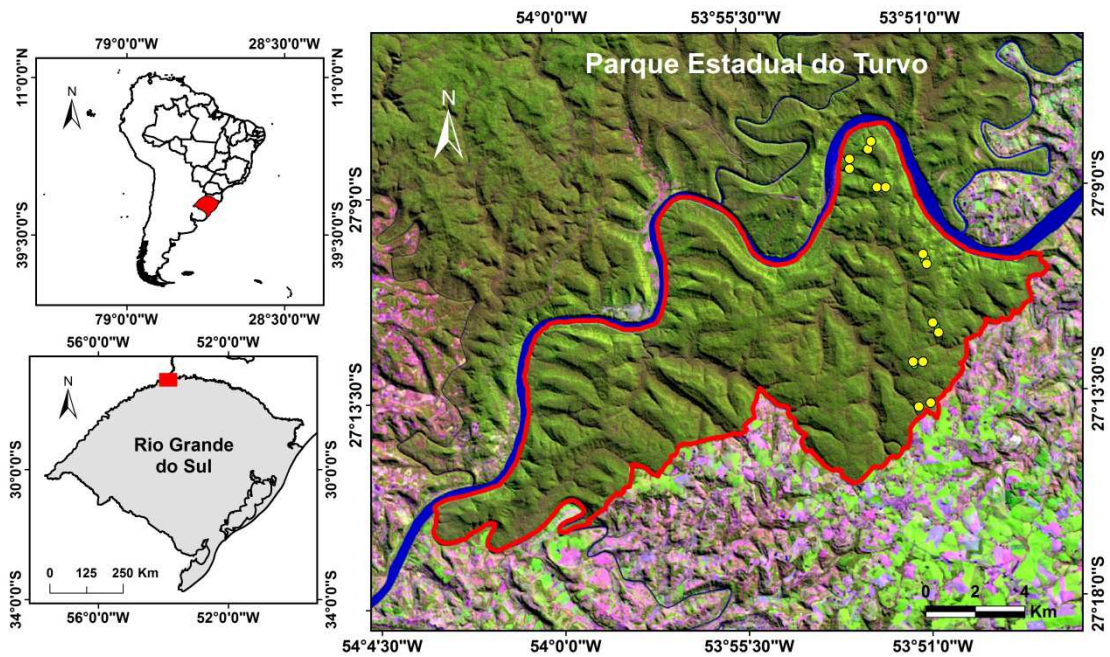 79°0'0"W
28°30'0"W
11°0'0"N
39°30'0"S
11°0'0"N
39°30'0"S
N
79°0'0"W
28°30'0"W
56°0'0"W
52°0'0"W
N
Rio Grande
do Sul
30°0'0"S
34°0'0"S
30°0'0"S
34°0'0"S
0 125 250 Km
56°0'0"W
52°0'0"W
54°0'0"W
53°55'30"W
53°51'0"W
Parque Estadual do Turvo
N
27°9'0"S
27°13'30"S
27°9'0"S
27°13'30"S
27°18'0"S
0 2 4
Km
54°4'30"W
54°0'0"W
53°55'30"W
53°51'0"W